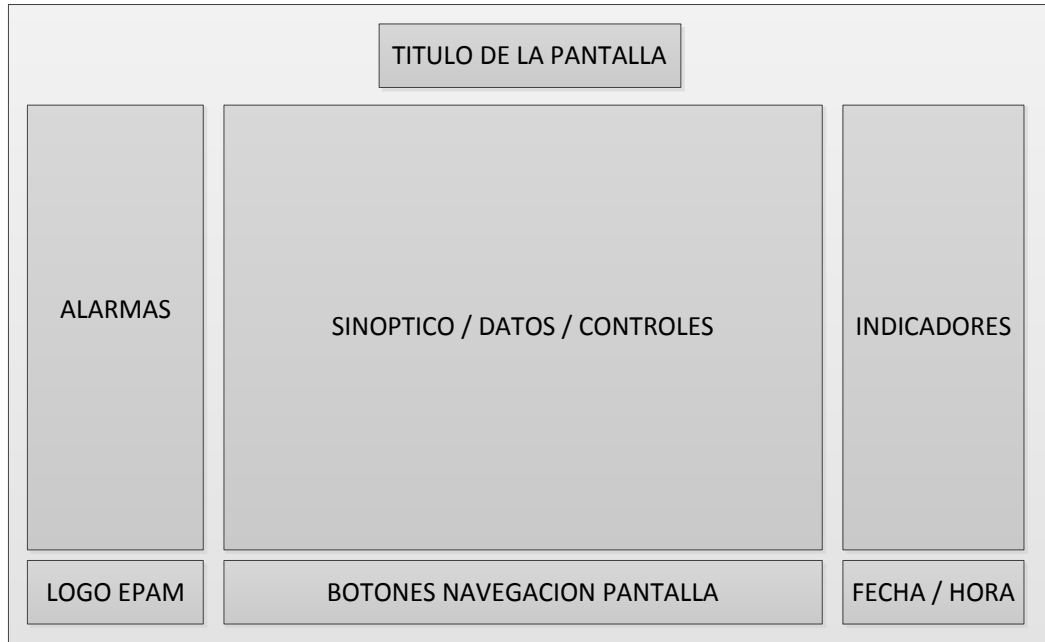 TITULO DE LA PANTALLA
ALARMAS
SINOPTICO / DATOS / CONTROLES
INDICADORES
LOGO EPAM
BOTONES NAVEGACION PANTALLA
FECHA / HORA